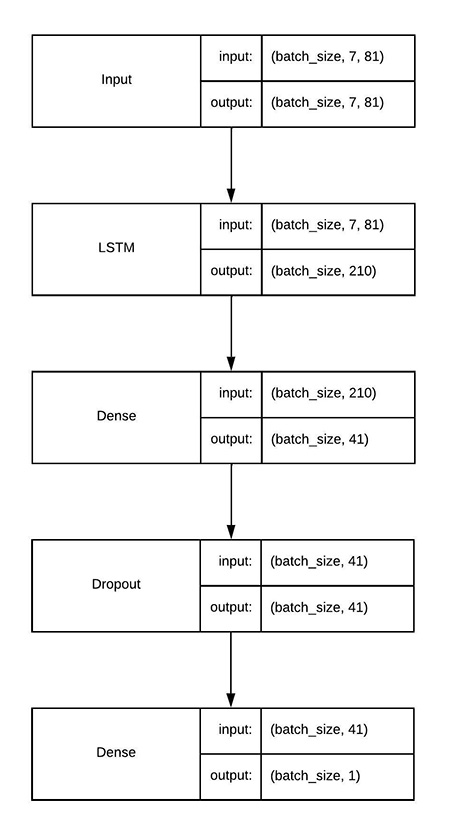 Input
input: (batch_size, 7, 81)
output: (batch_size, 7, 81)
LSTM
input: (batch_size, 7, 81)
output: (batch_size, 210)
Dense
input: (batch_size, 210)
output: (batch_size, 41)
Dropout
input: (batch_size, 41)
output: (batch_size, 41)
Dense
input: (batch_size, 41)
output: (batch_size, 1)